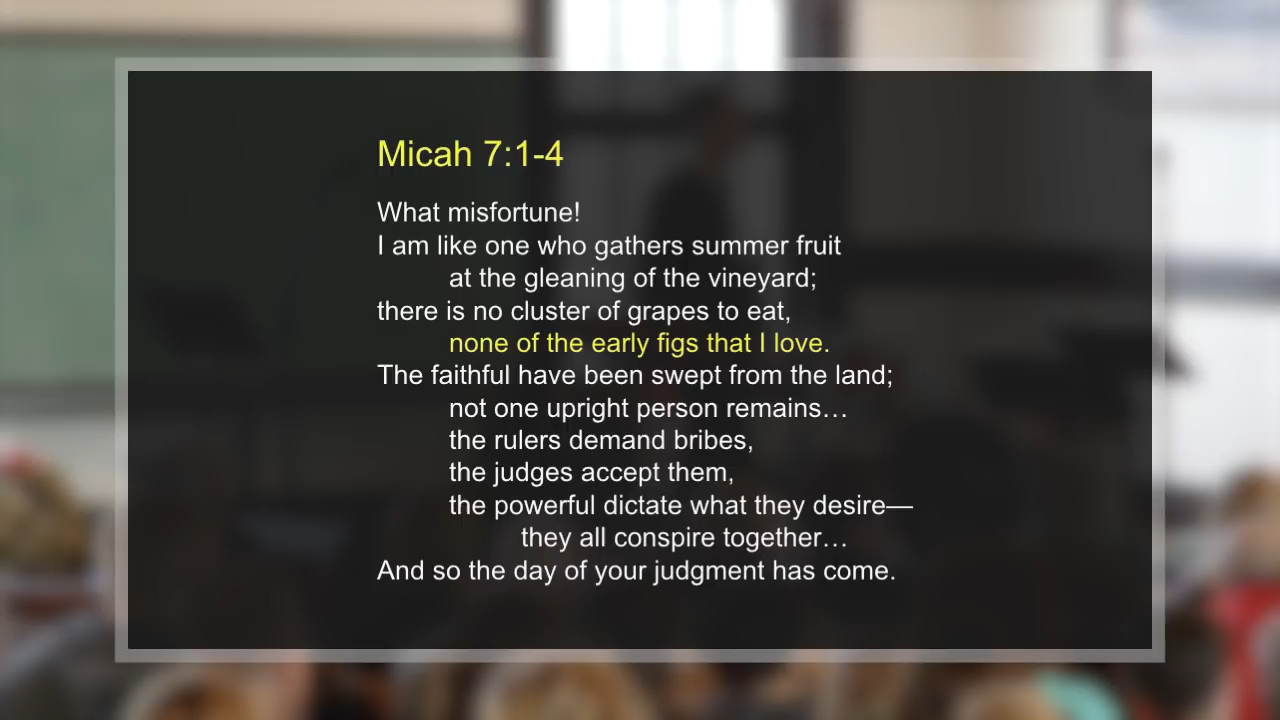 Micah 7:1-4
What misfortune!
I am like one who gathers summer fruit
at the gleaning of the vineyard;
there is no cluster of grapes to eat,
none of the early figs that I love.
The faithful have been swept from the land;
not one upright person remains…
the rulers demand bribes,
the judges accept them,
the powerful dictate what they desire—
they all conspire together…
And so the day of your judgment has come.